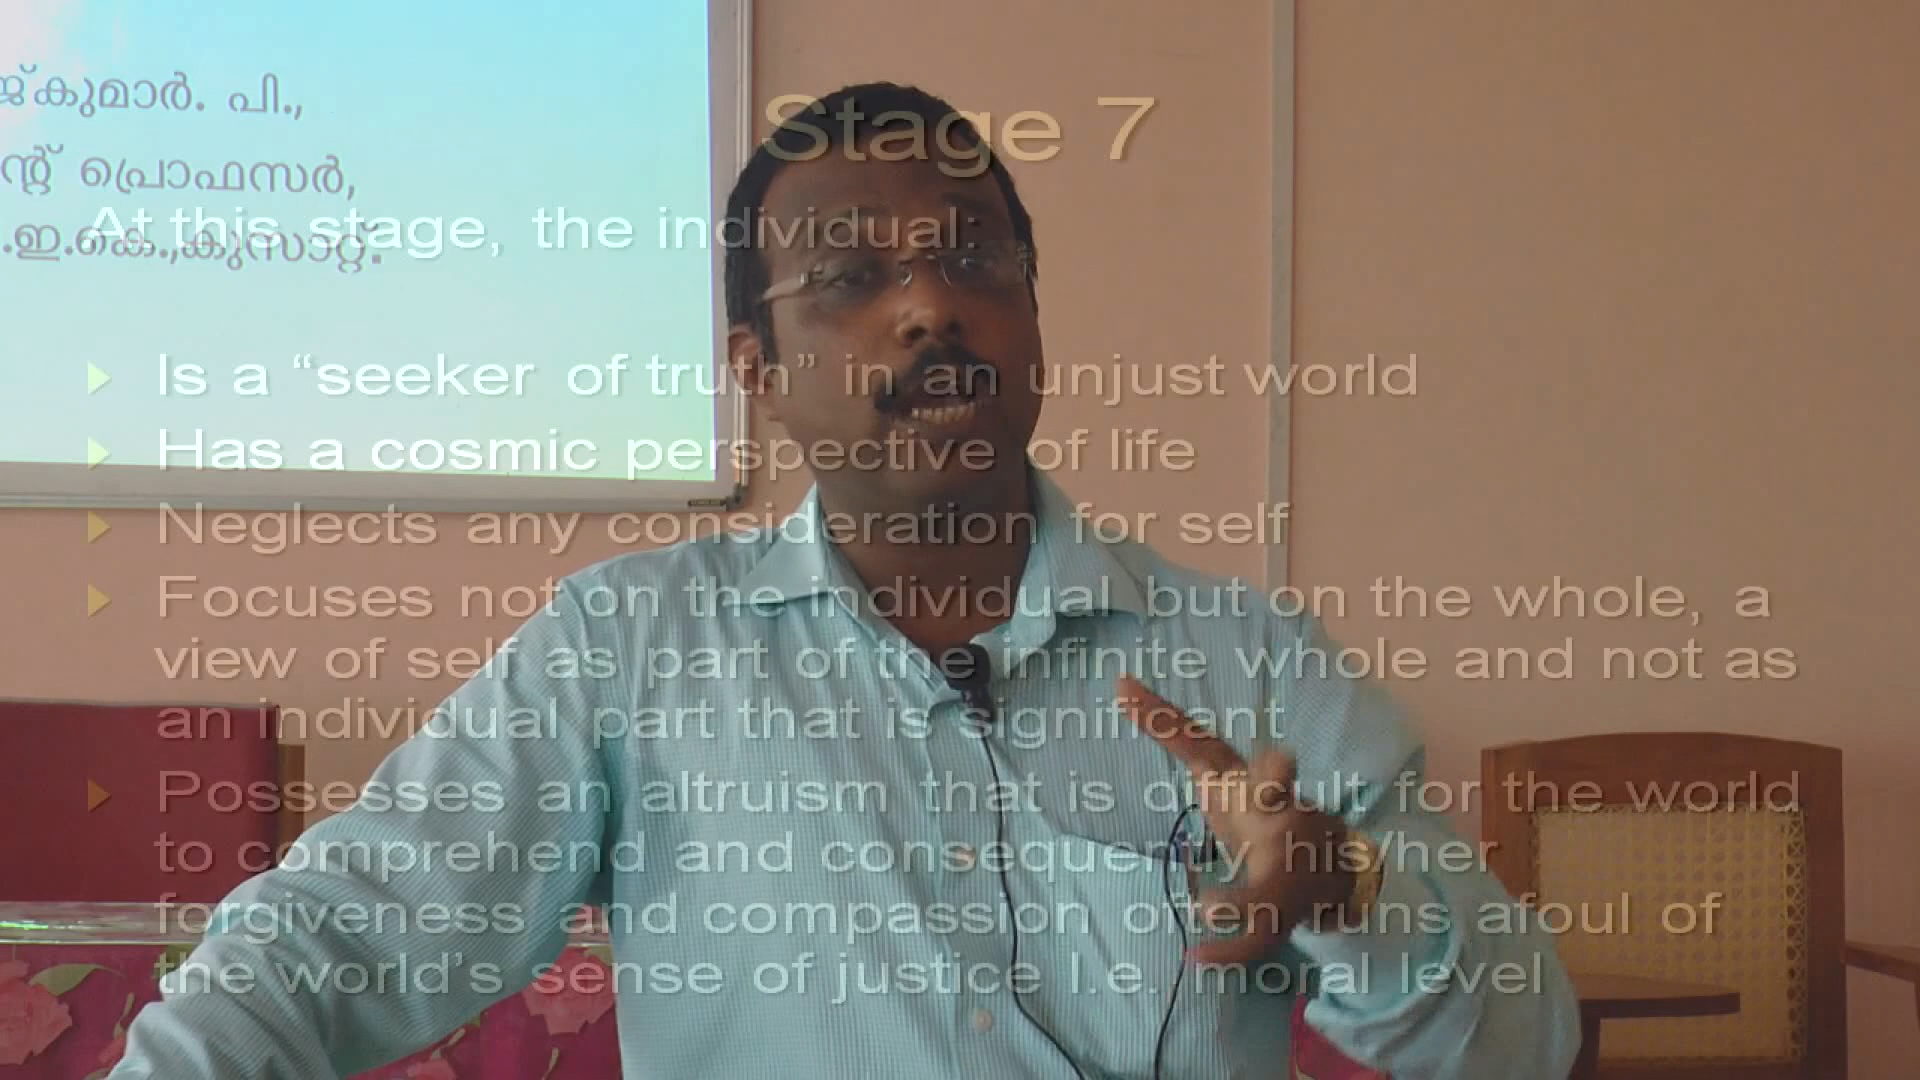 ജ്കുമാർ. പി.,
ന്റ് പ്രൊഫസർ,
.ഇ.കെ.,കുസാറ്റ്.
Stage 7
At this stage, the individual:
Is a “seeker of truth” in an unjust world
Has a cosmic perspective of life
Neglects any consideration for self
Focuses not on the individual but on the whole, a
view of self as part of the infinite whole and not as
an individual part that is significant
Possesses an altruism that is difficult for the world
to comprehend and consequently his/her
forgiveness and compassion often runs afoul of
the world’s sense of justice I.e. moral level